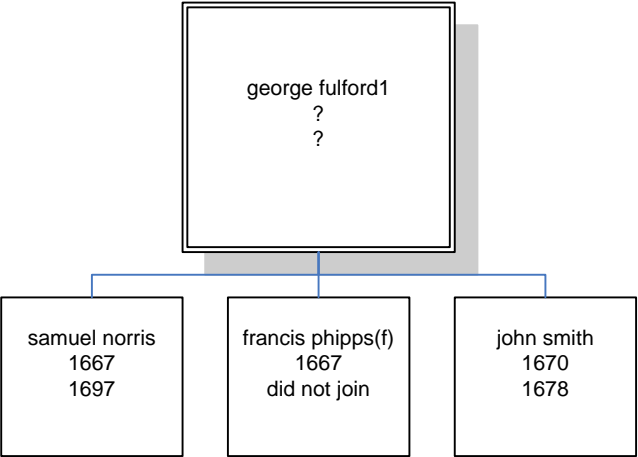 george fulford1
?
?
samuel norris
1667
1697
francis phipps(f)
1667
did not join
john smith
1670
1678